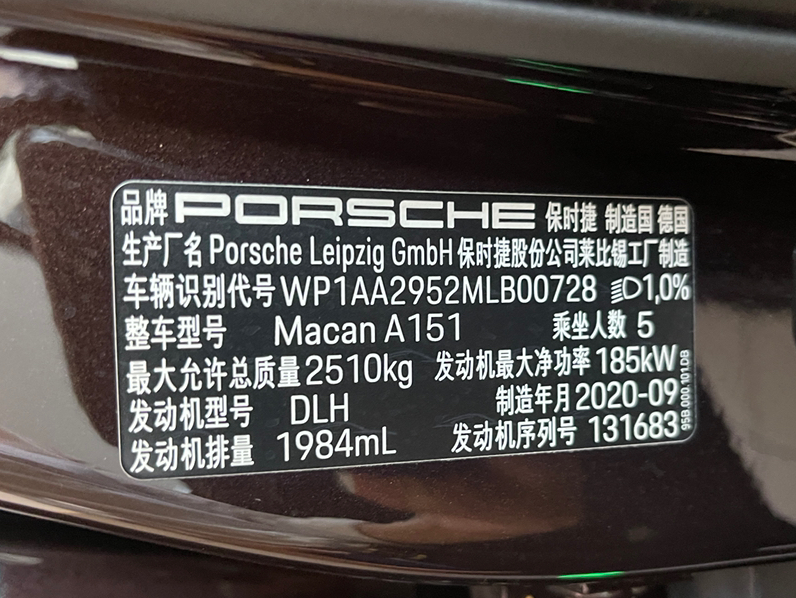 品牌 PORSCHE 保时捷 制造国 德国
生产厂名 Porsche Leipzig GmbH 保时捷股份公司莱比锡工厂制造
车辆识别代号 WP1AA2952MLB00728 1,0%
整车型号 Macan A151 乘坐人数 5
最大允许总质量 2510kg 发动机最大净功率 185kW
发动机型号 DLH 制造年月 2020-09
发动机排量 1984mL 发动机序列号 131683
95B.000.101.DB